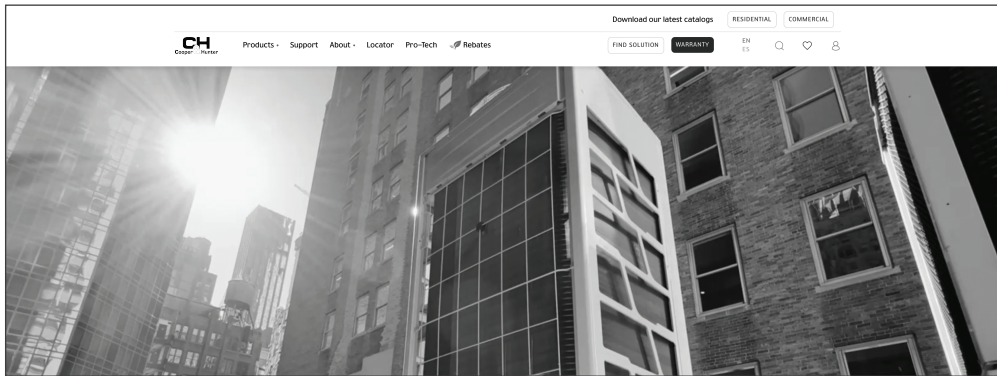 Download our latest catalogs RESIDENTIAL COMMERCIAL
CH
Cooper Hunter
Products Support About Locator Pro-Tech Rebates FIND SOLUTION WARRANTY EN
ES